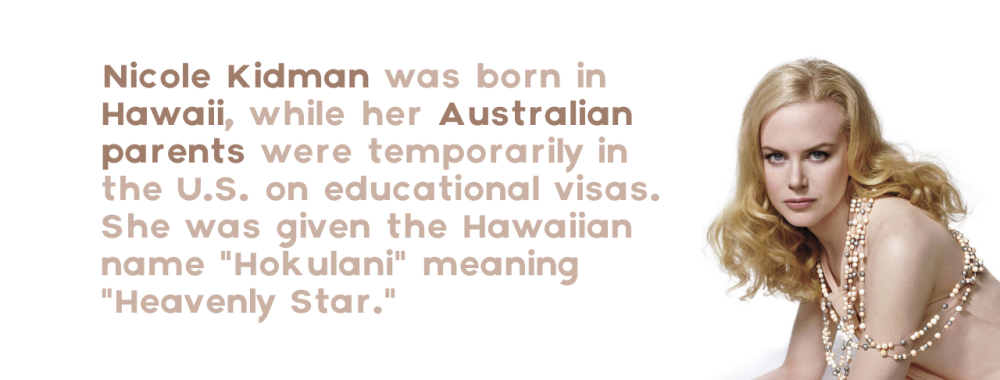 Nicole Kidman was born in
Hawaii, while her Australian
parents were temporarily in
the U.S. on educational visas.
She was given the Hawaiian
name "Hokulani" meaning
"Heavenly Star."